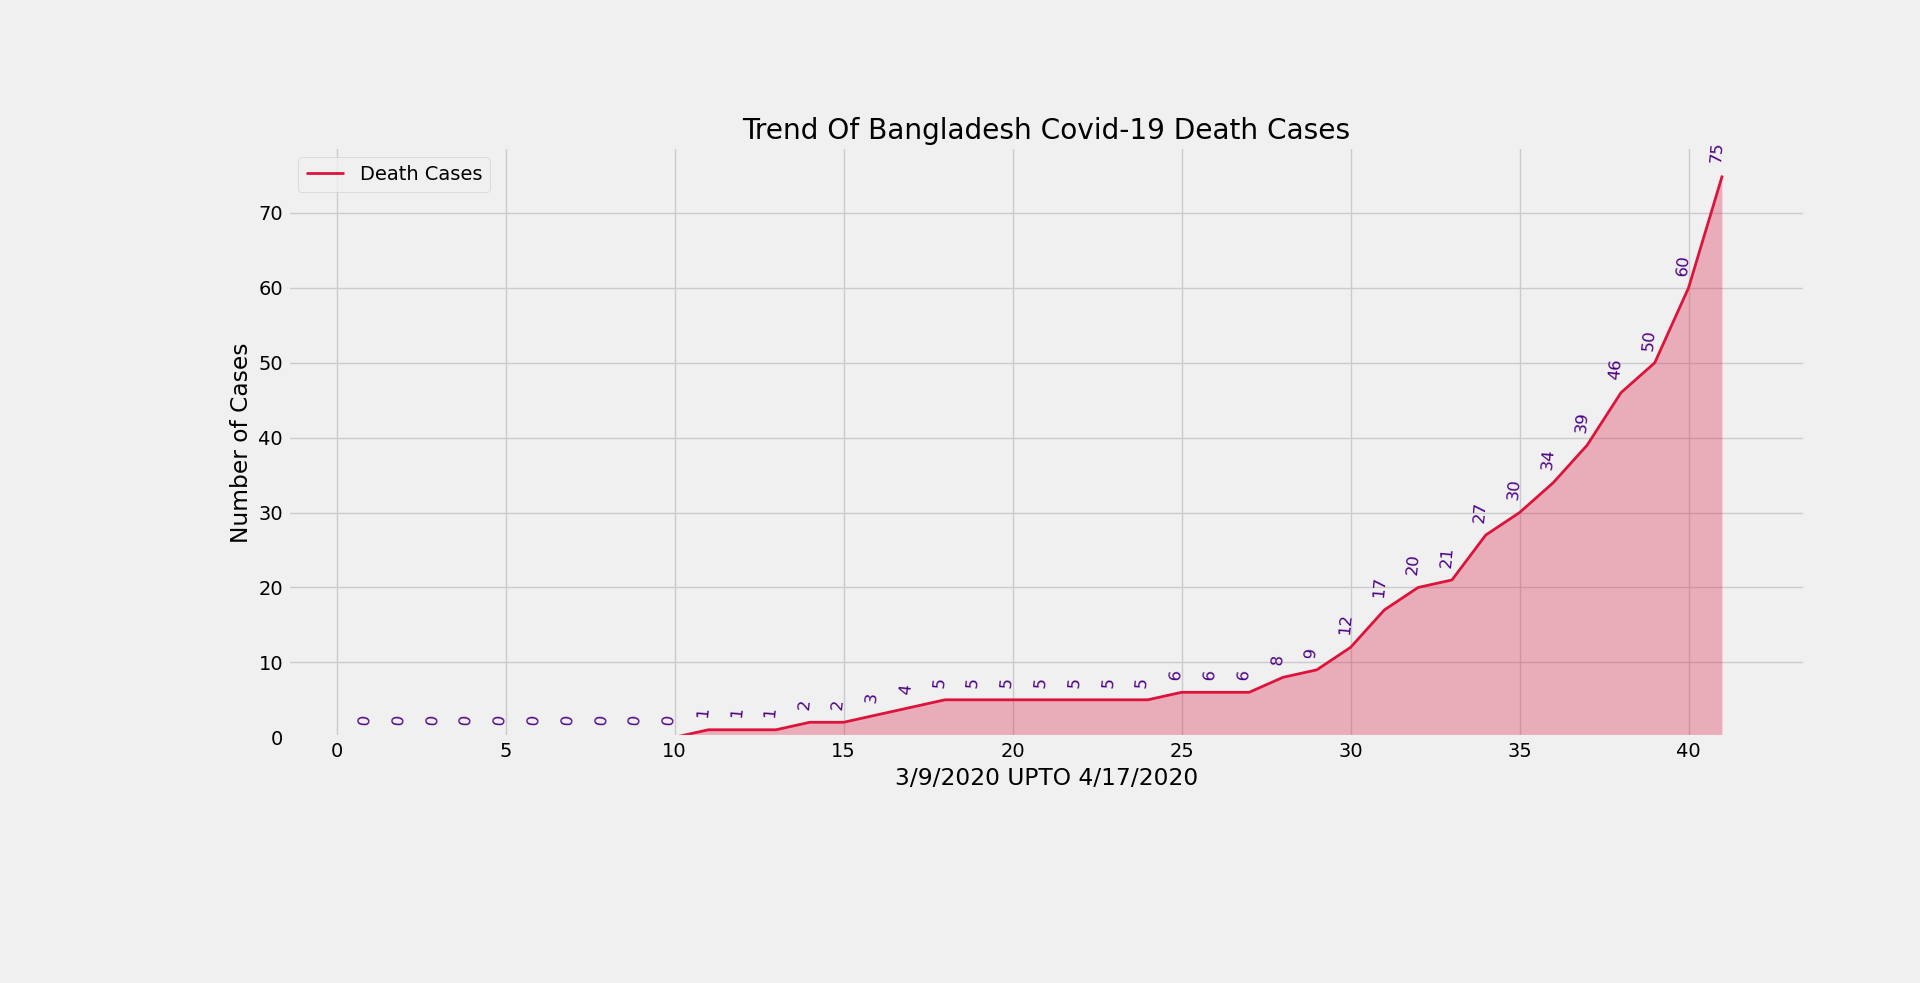 Trend Of Bangladesh Covid-19 Death Cases
Death Cases
Number of Cases
70
60
50
40
30
20
10
0
0 0 0 0 0 0 0 0 0 0 1 1 1 2 2 3 4 5 5 5 5 5 5 5 6 6 6 8 9 12 17 20 21 27 30 34 39 46 50 60 75
0 5 10 15 20 25 30 35 40
3/9/2020 UPTO 4/17/2020